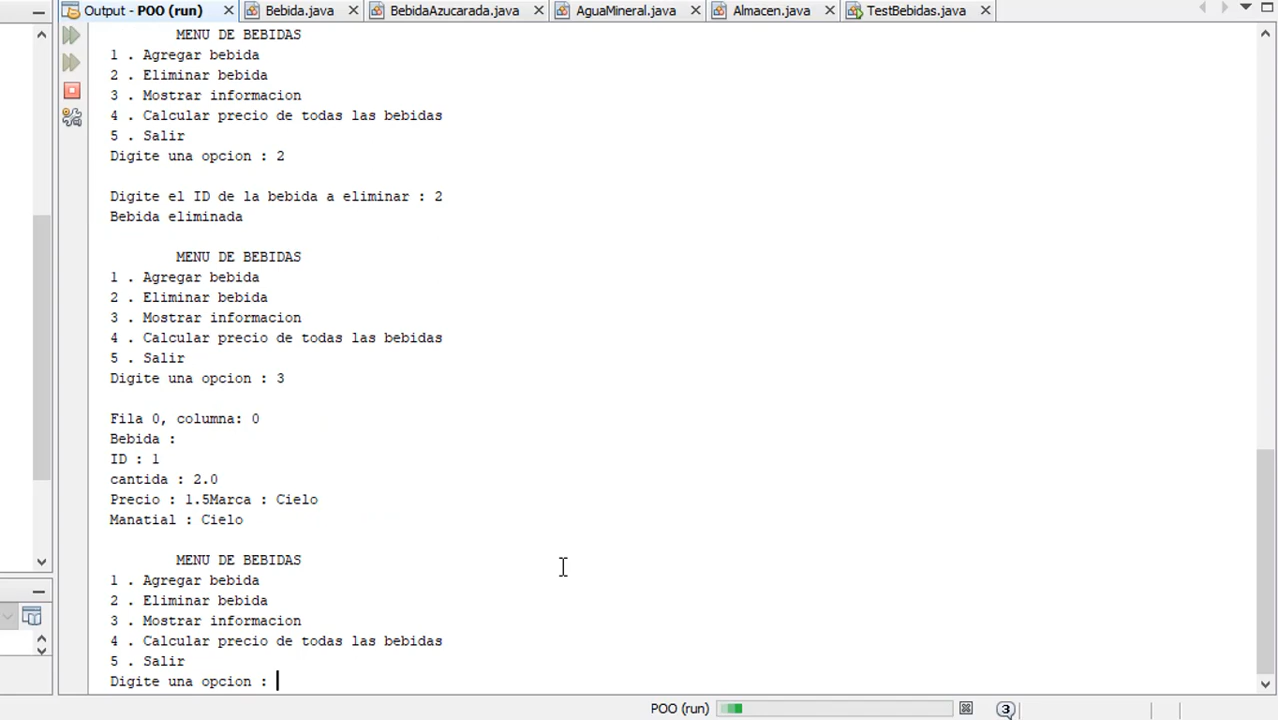 Output - POO (run)
Bebida.java
BebidaAzucarada.java
AguaMineral.java
Almacen.java
TestBebidas.java
MENU DE BEBIDAS
1 . Agregar bebida
2 . Eliminar bebida
3 . Mostrar informacion
4 . Calcular precio de todas las bebidas
5 . Salir
Digite una opcion : 2
Digite el ID de la bebida a eliminar : 2
Bebida eliminada
MENU DE BEBIDAS
1 . Agregar bebida
2 . Eliminar bebida
3 . Mostrar informacion
4 . Calcular precio de todas las bebidas
5 . Salir
Digite una opcion : 3
Fila 0, columna: 0
Bebida :
ID : 1
cantida : 2.0
Precio : 1.5Marca : Cielo
Manatial : Cielo
MENU DE BEBIDAS
1 . Agregar bebida
2 . Eliminar bebida
3 . Mostrar informacion
4 . Calcular precio de todas las bebidas
5 . Salir
Digite una opcion :
POO (run)
3